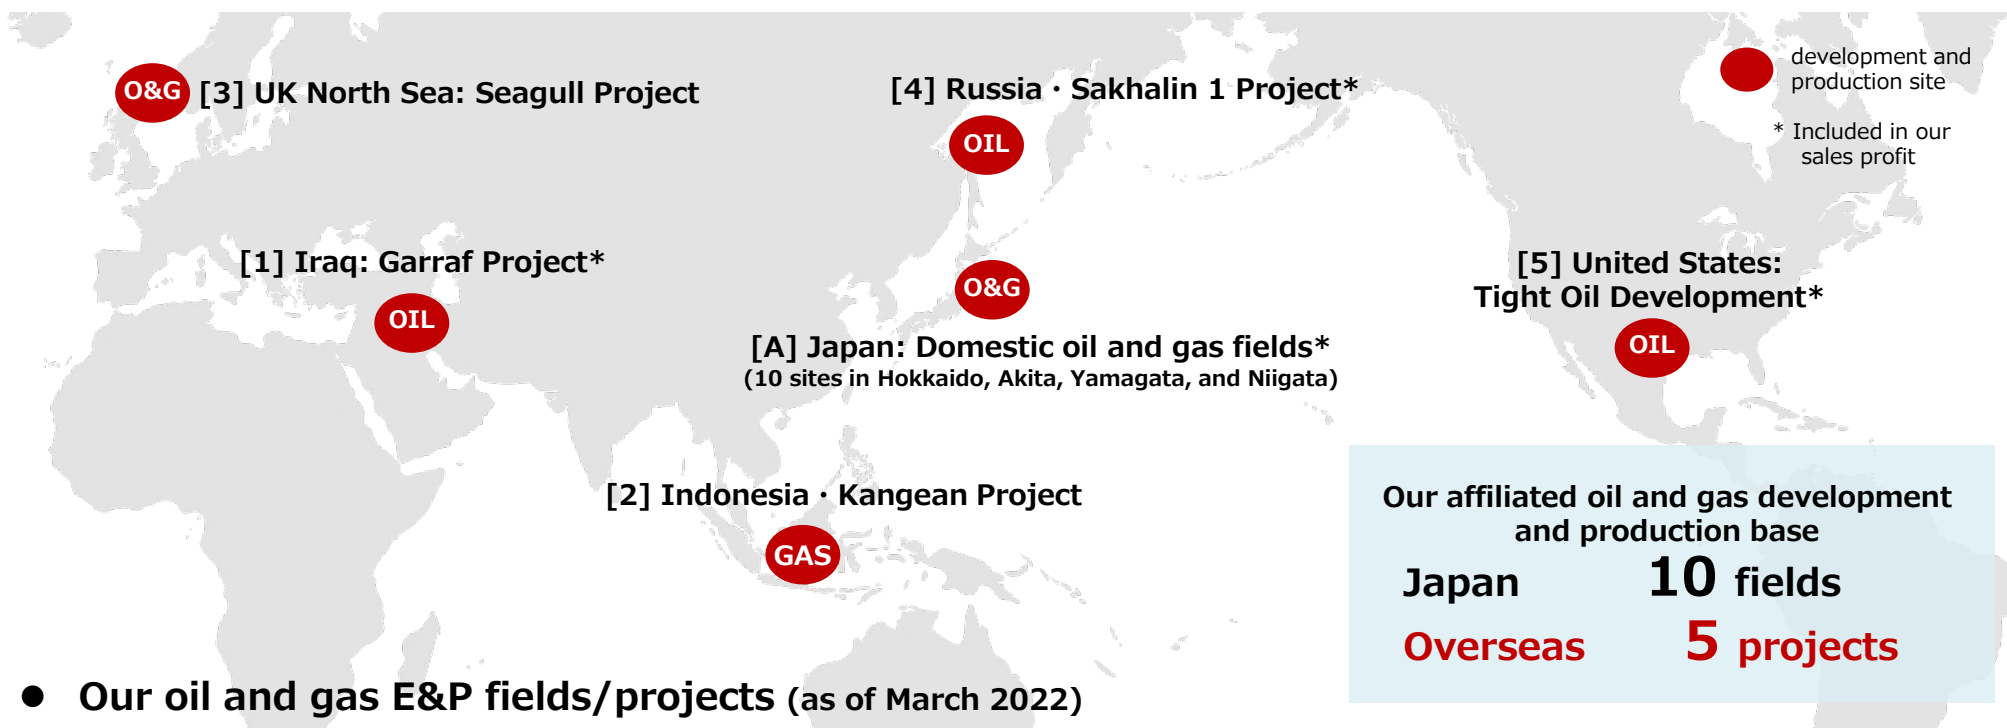 O&G [3] UK North Sea: Seagull Project
[4] Russia・Sakhalin 1 Project*
OIL
development and
production site
* Included in our
sales profit
[1] Iraq: Garraf Project*
OIL
O&G
[A] Japan: Domestic oil and gas fields*
(10 sites in Hokkaido, Akita, Yamagata, and Niigata)
[5] United States:
Tight Oil Development*
OIL
[2] Indonesia・Kangean Project
GAS
Our affiliated oil and gas development
and production base
Japan 10 fields
Overseas 5 projects
● Our oil and gas E&P fields/projects (as of March 2022)